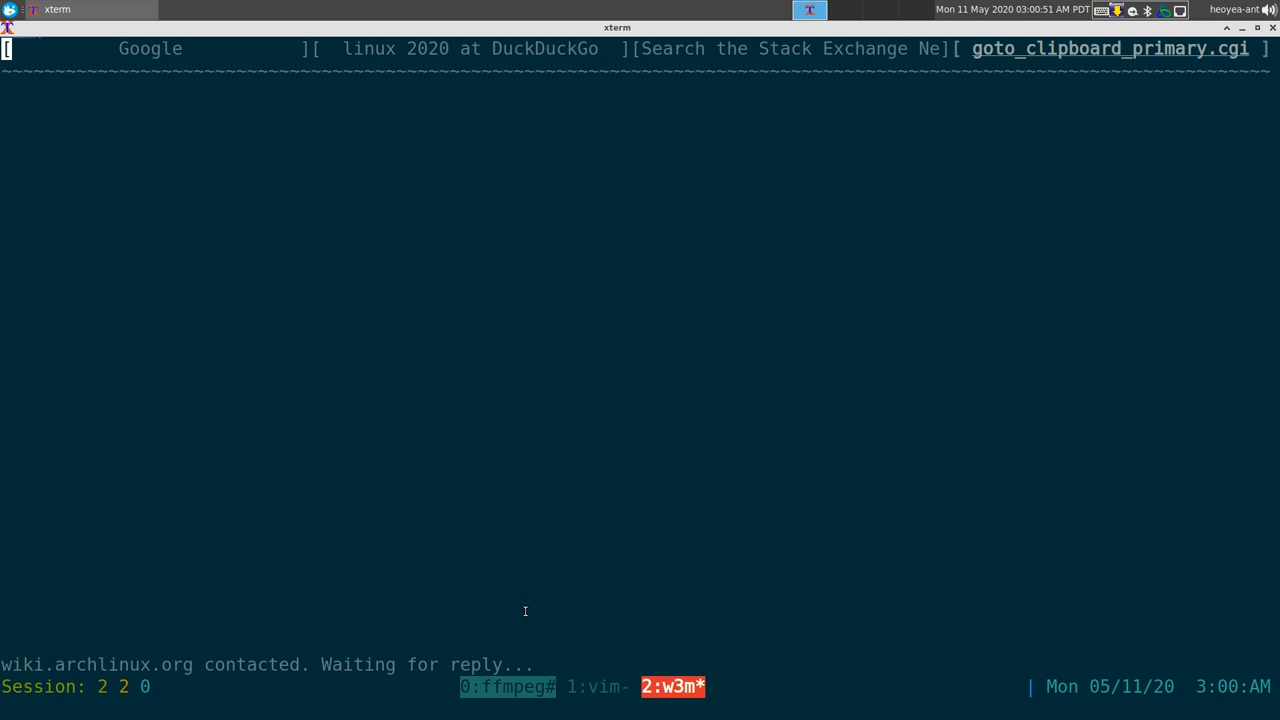 xterm Mon 11 May 2020 03:00:51 AM PDT heoyea-ant
xterm
[ Google ][ linux 2020 at DuckDuckGo ][Search the Stack Exchange Ne][ goto_clipboard_primary.cgi ]
~~~~~~~~~~~~~~~~~~~~~~~~~~~~~~~~~~~~~~~~~~~~~~~~~~~~~~~~~~~~~~~~~~~~~~~~~~~~~~~~~~~~~~~~~~~~~~~~~~~~~~~~~~~~~~~~~~~~~~~
wiki.archlinux.org contacted. Waiting for reply...
Session: 2 2 0 0:ffmpeg# 1:vim- 2:w3m* | Mon 05/11/20 3:00AM